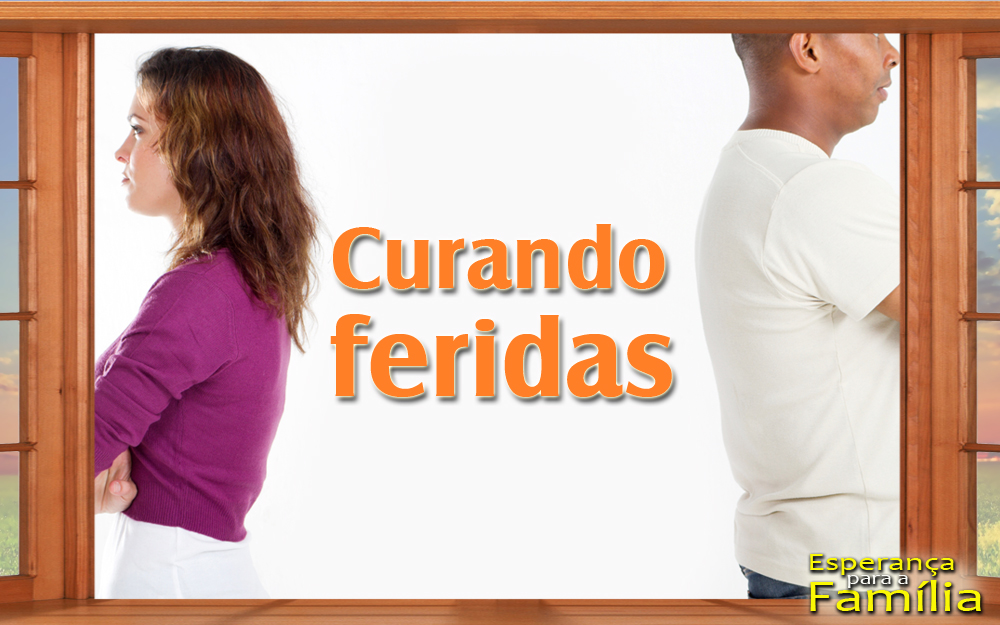 Curando
feridas
Esperança
para a
Família